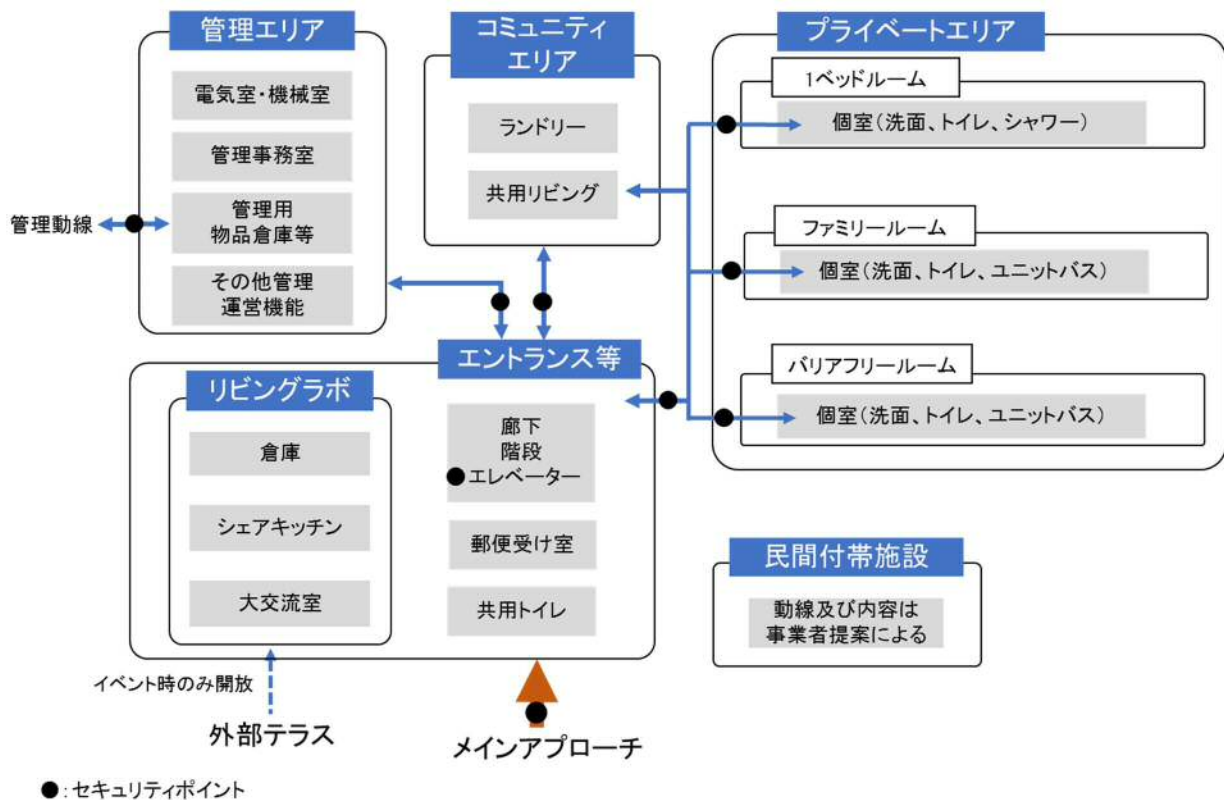 管理エリア
電気室・機械室
管理事務室
管理用
物品倉庫等
その他管理
運営機能
管理動線
コミュニティ
エリア
ランドリー
共用リビング
プライベートエリア
1ベッドルーム
個室(洗面、トイレ、シャワー)
ファミリールーム
個室(洗面、トイレ、ユニットバス)
バリアフリールーム
個室(洗面、トイレ、ユニットバス)
エントランス等
リビングラボ
倉庫
シェアキッチン
大交流室
廊下
階段
●エレベーター
郵便受け室
共用トイレ
民間付帯施設
動線及び内容は
事業者提案による
イベント時のみ開放
外部テラス
メインアプローチ
●:セキュリティポイント